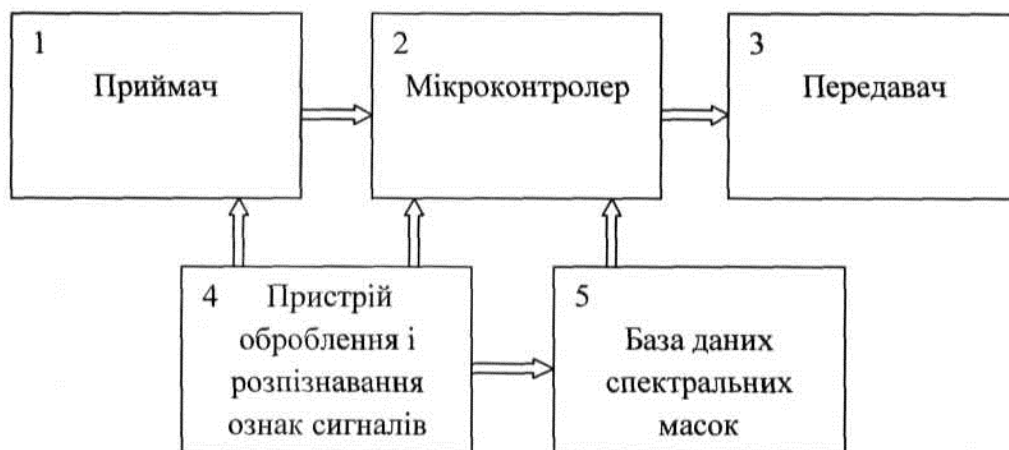 1
Приймач
2
Мікроконтролер
3
Передавач
4 Пристрій
оброблення і
розпізнавання
ознак сигналів
5
База даних
спектральних
масок